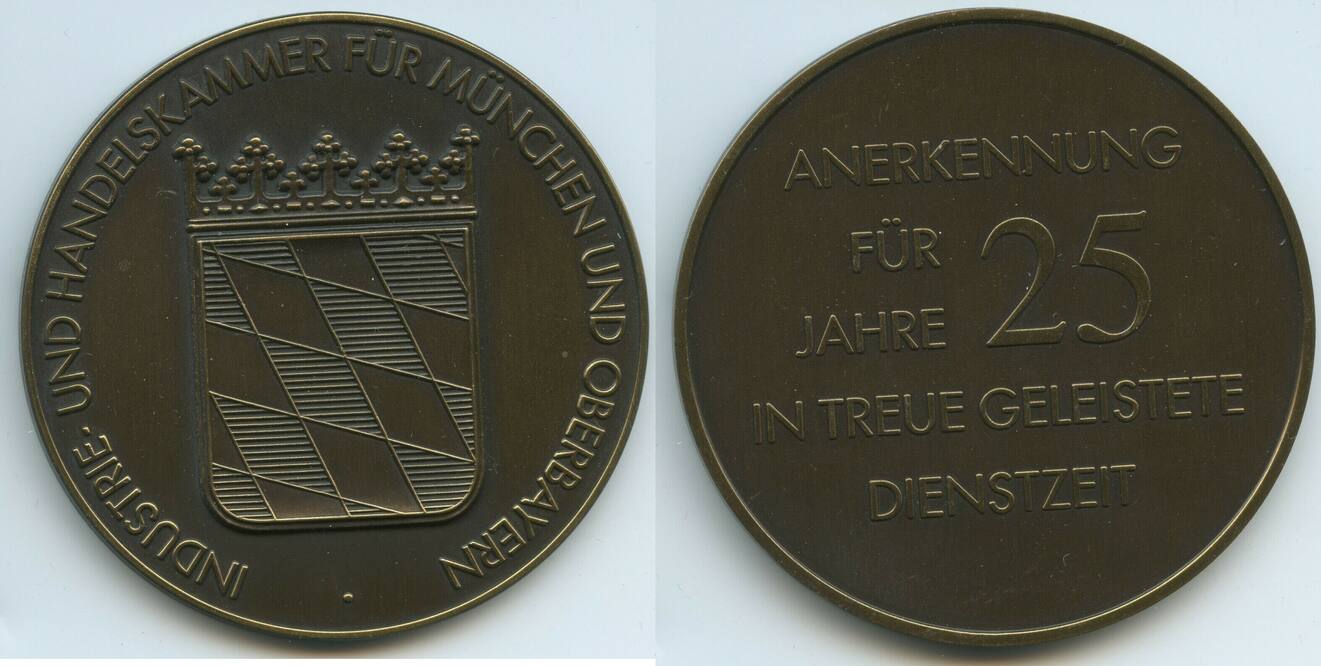 INDUSTRIE- UND HANDELSKAMMER FÜR MÜNCHEN UND OBERBAYERN
ANERKENNUNG
FÜR 25
JAHRE
IN TREUE GELEISTETE
DIENSTZEIT